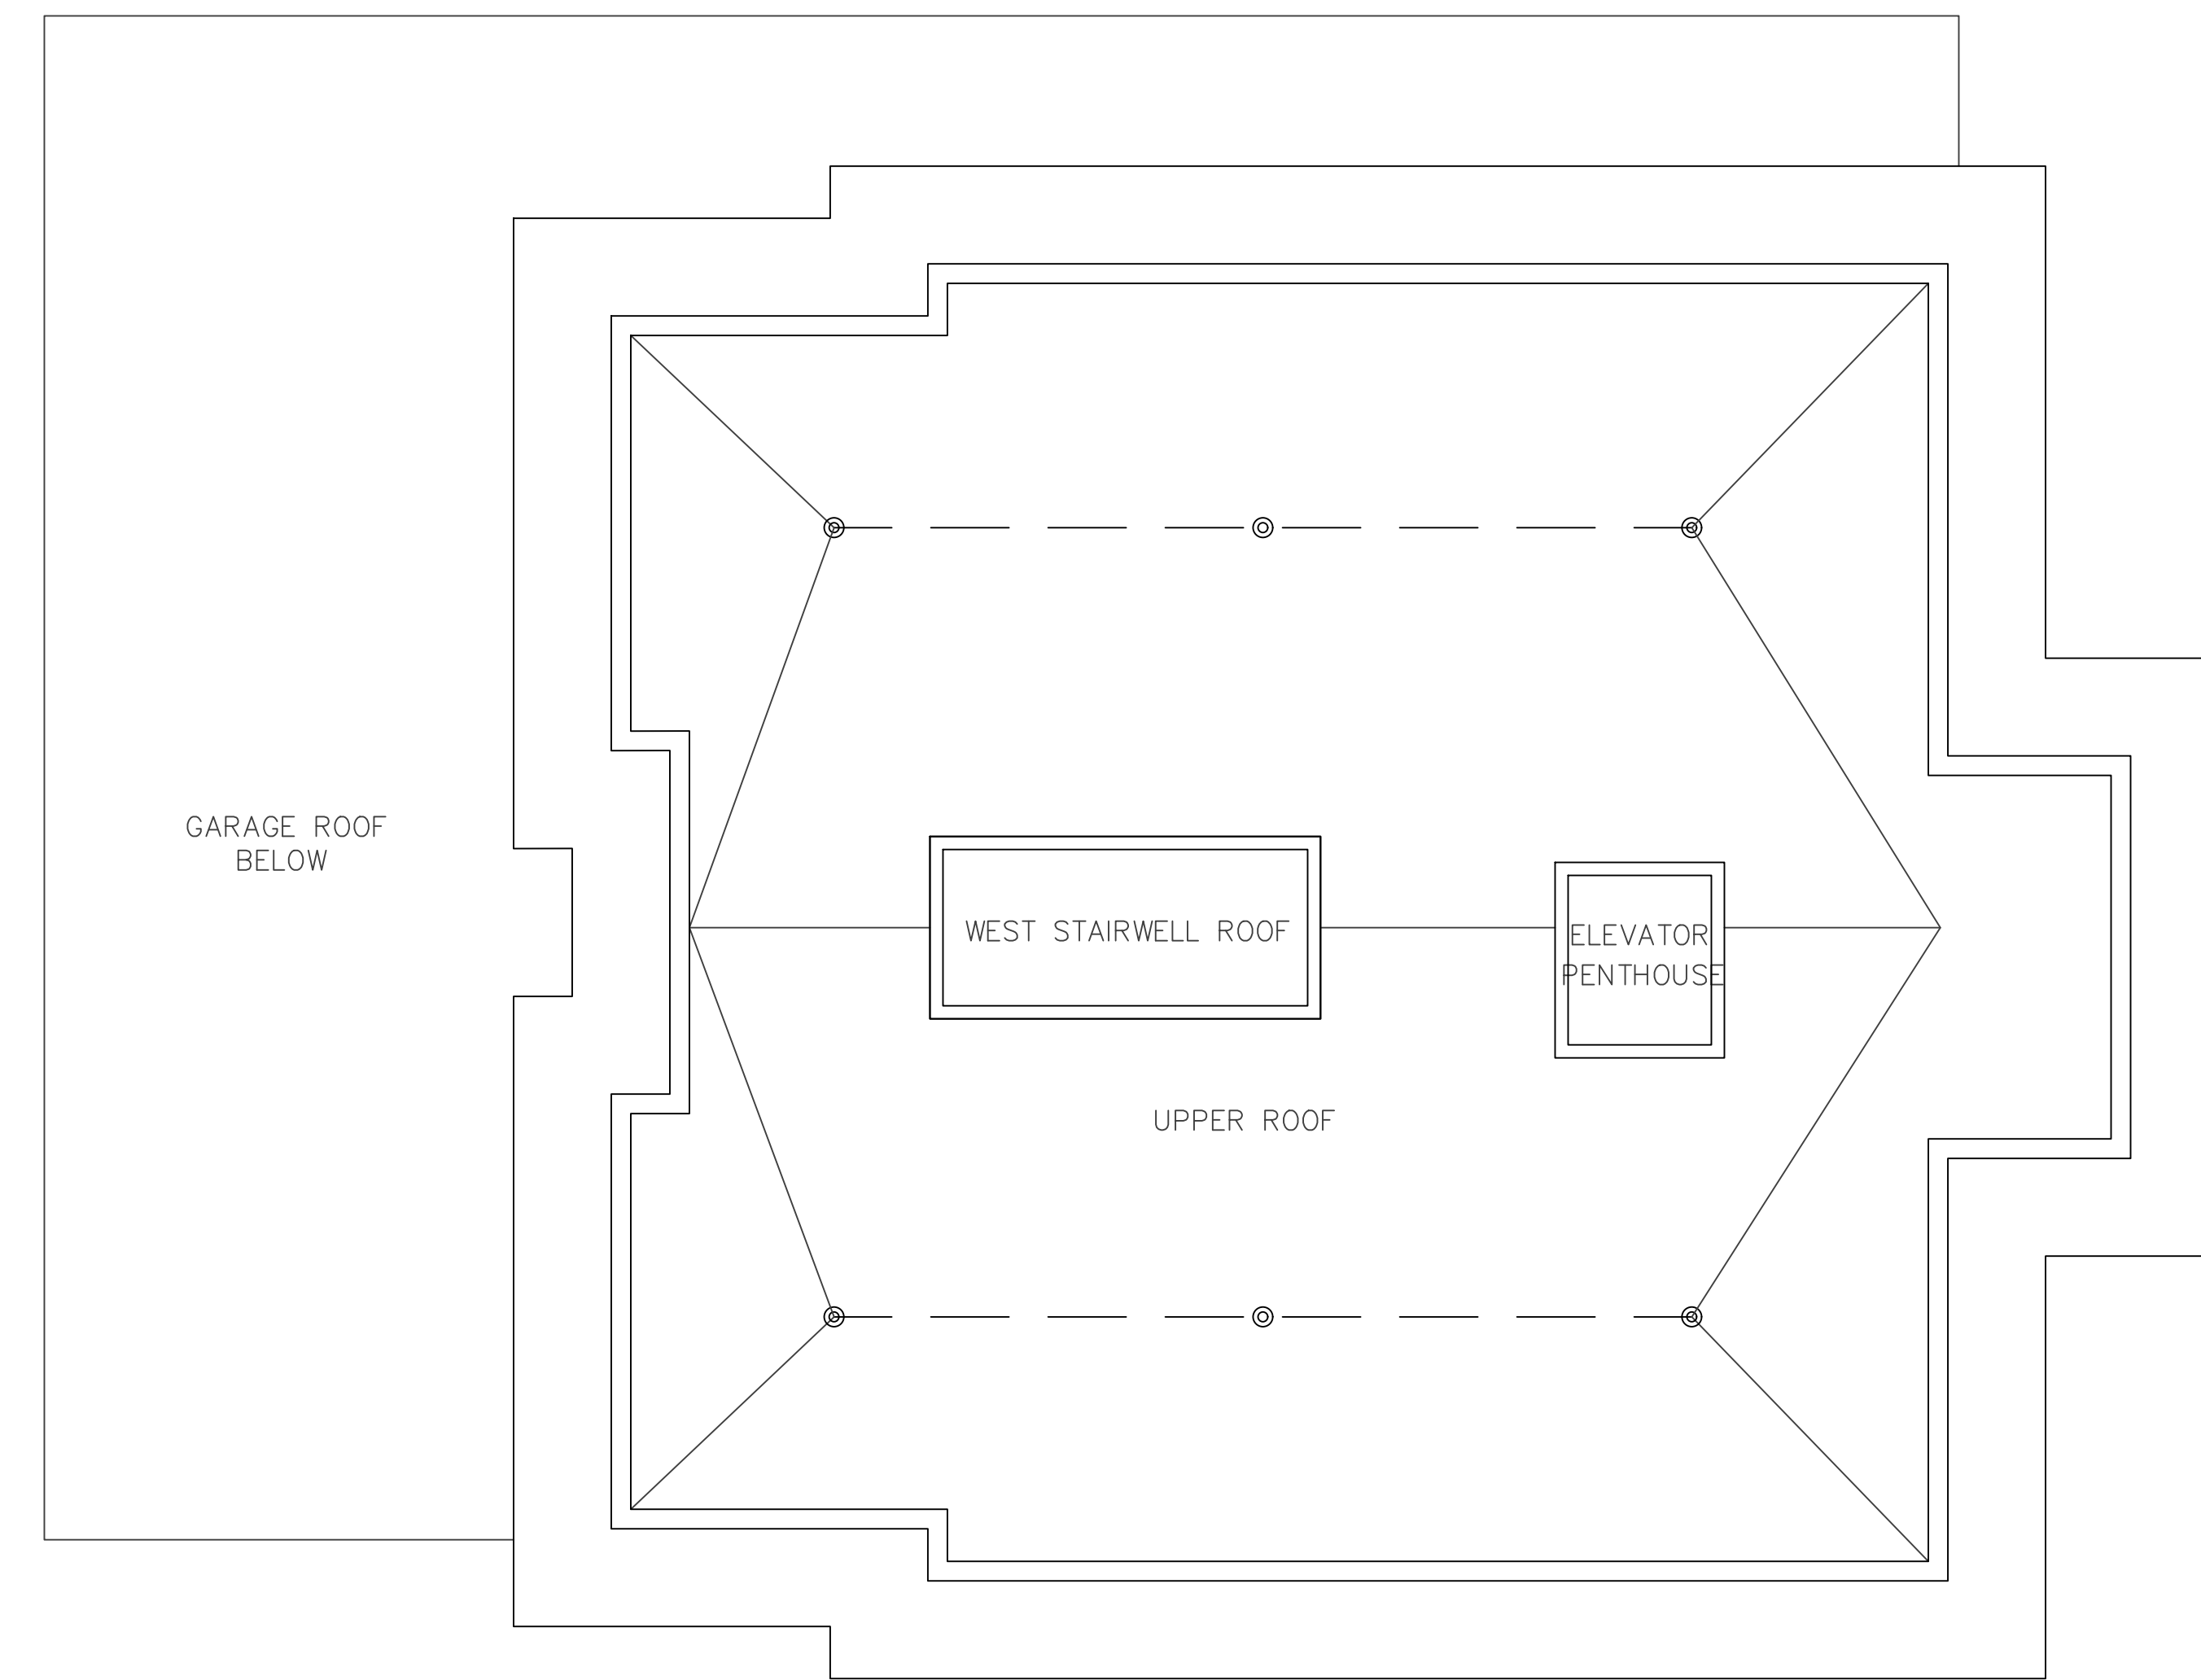 GARAGE ROOF
BELOW
WEST STAIRWELL ROOF
ELEVATOR
PENTHOUSE
UPPER ROOF